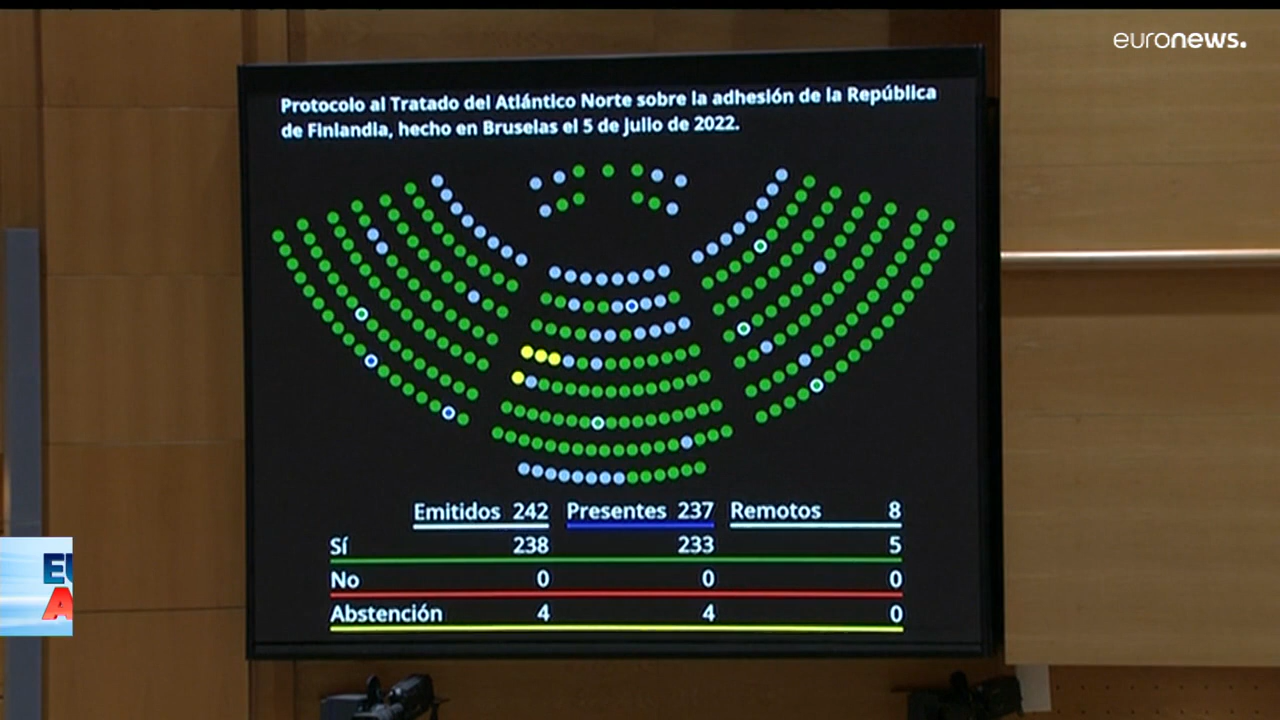 euronews.
Protocolo al Tratado del Atlántico Norte sobre la adhesión de la República
de Finlandia, hecho en Bruselas el 5 de julio de 2022.
Emitidos 242 Presentes 237 Remotos 8
Sí 238 233 5
No 0 0 0
Abstención 4 4 0